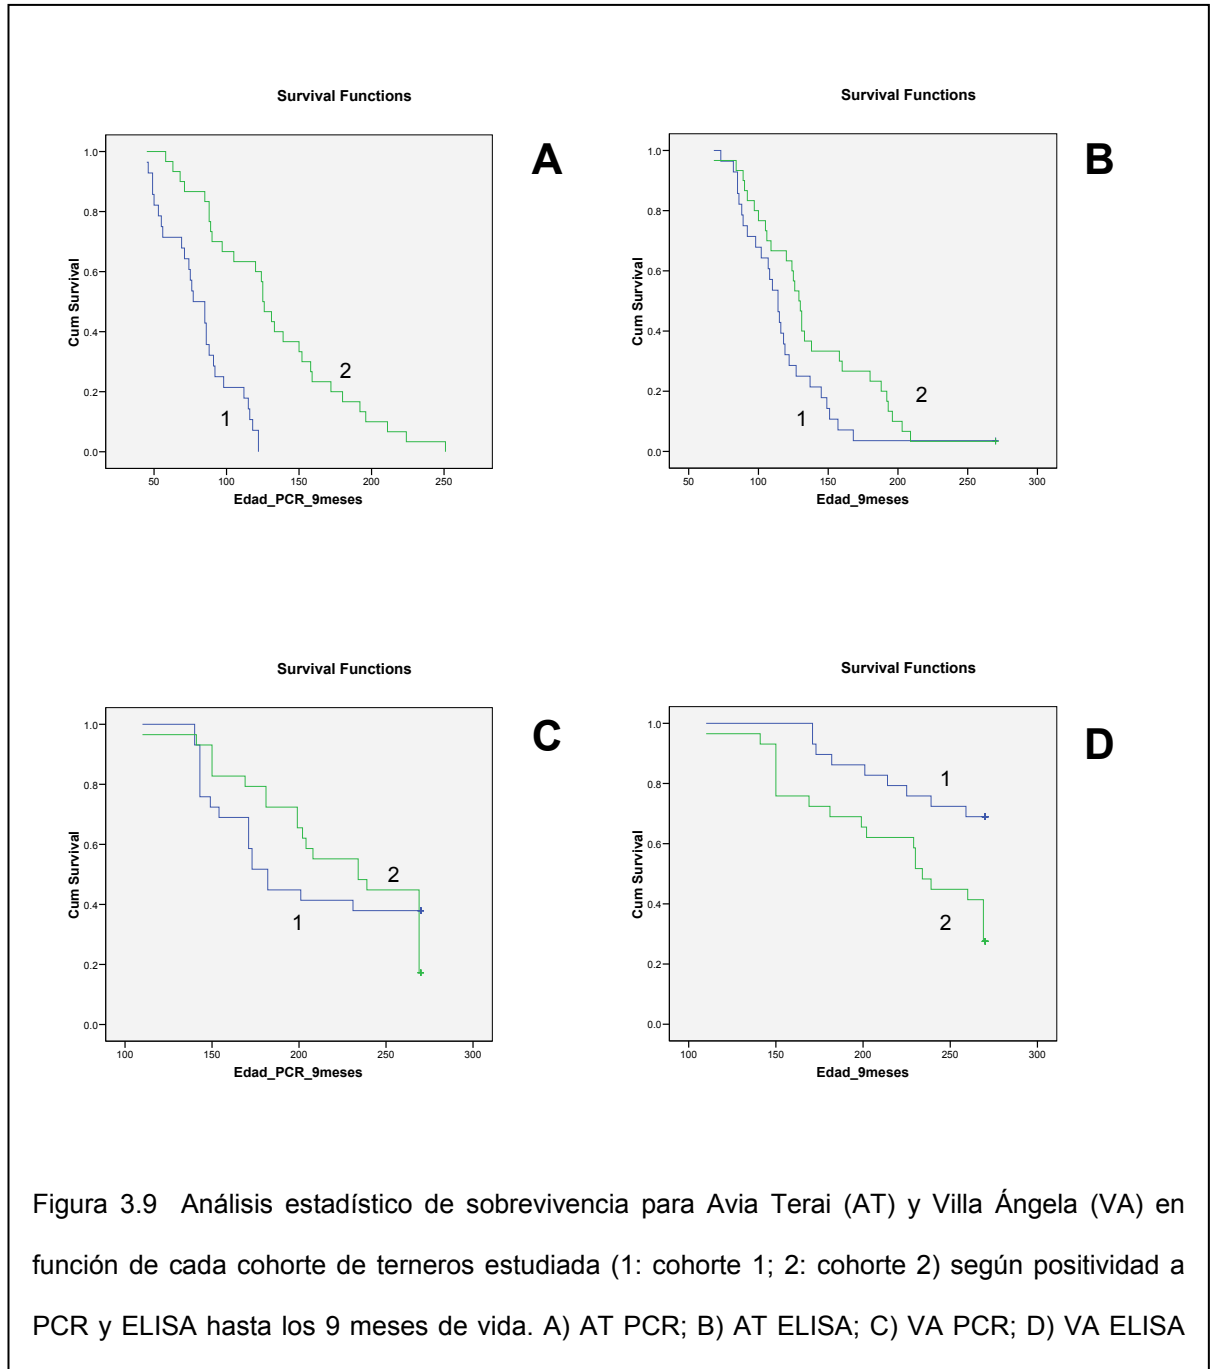 Survival Functions
A
1.0
0.8
0.6
0.4
0.2
0.0
Cum Survival
2
1
50
100
150
200
250
Edad_PCR_9meses
Survival Functions
B
1.0
0.8
0.6
0.4
0.2
0.0
Cum Survival
2
1
50
100
150
200
250
300
Edad_9meses
Survival Functions
C
1.0
0.8
0.6
0.4
0.2
0.0
Cum Survival
2
1
100
150
200
250
300
Edad_PCR_9meses
Survival Functions
D
1.0
0.8
0.6
0.4
0.2
0.0
Cum Survival
1
2
100
150
200
250
300
Edad_9meses
Figura 3.9 Análisis estadístico de sobrevivencia para Avia Terai (AT) y Villa Ángela (VA) en
función de cada cohorte de terneros estudiada (1: cohorte 1; 2: cohorte 2) según positividad a
PCR y ELISA hasta los 9 meses de vida. A) AT PCR; B) AT ELISA; C) VA PCR; D) VA ELISA